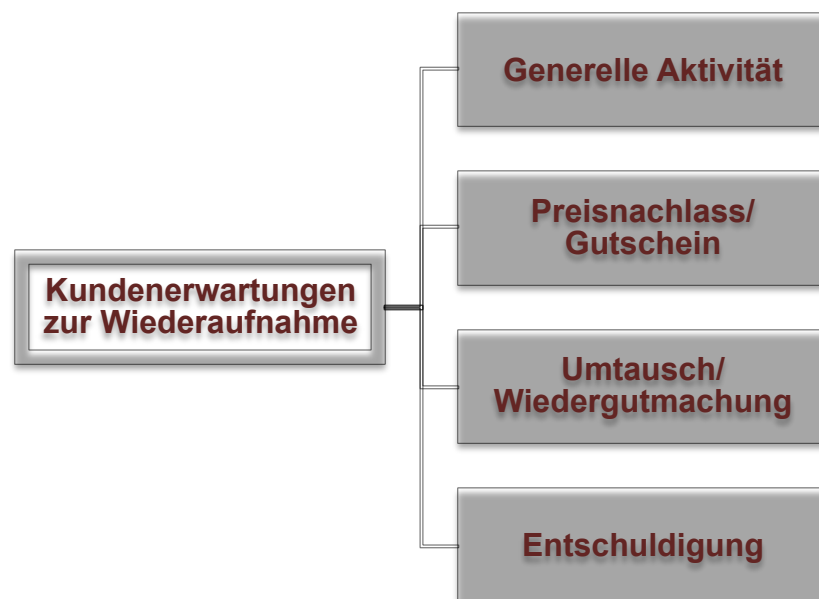 Generelle Aktivität
Preisnachlass/
Gutschein
Kundenerwartungen
zur Wiederaufnahme
Umtausch/
Wiedergutmachung
Entschuldigung